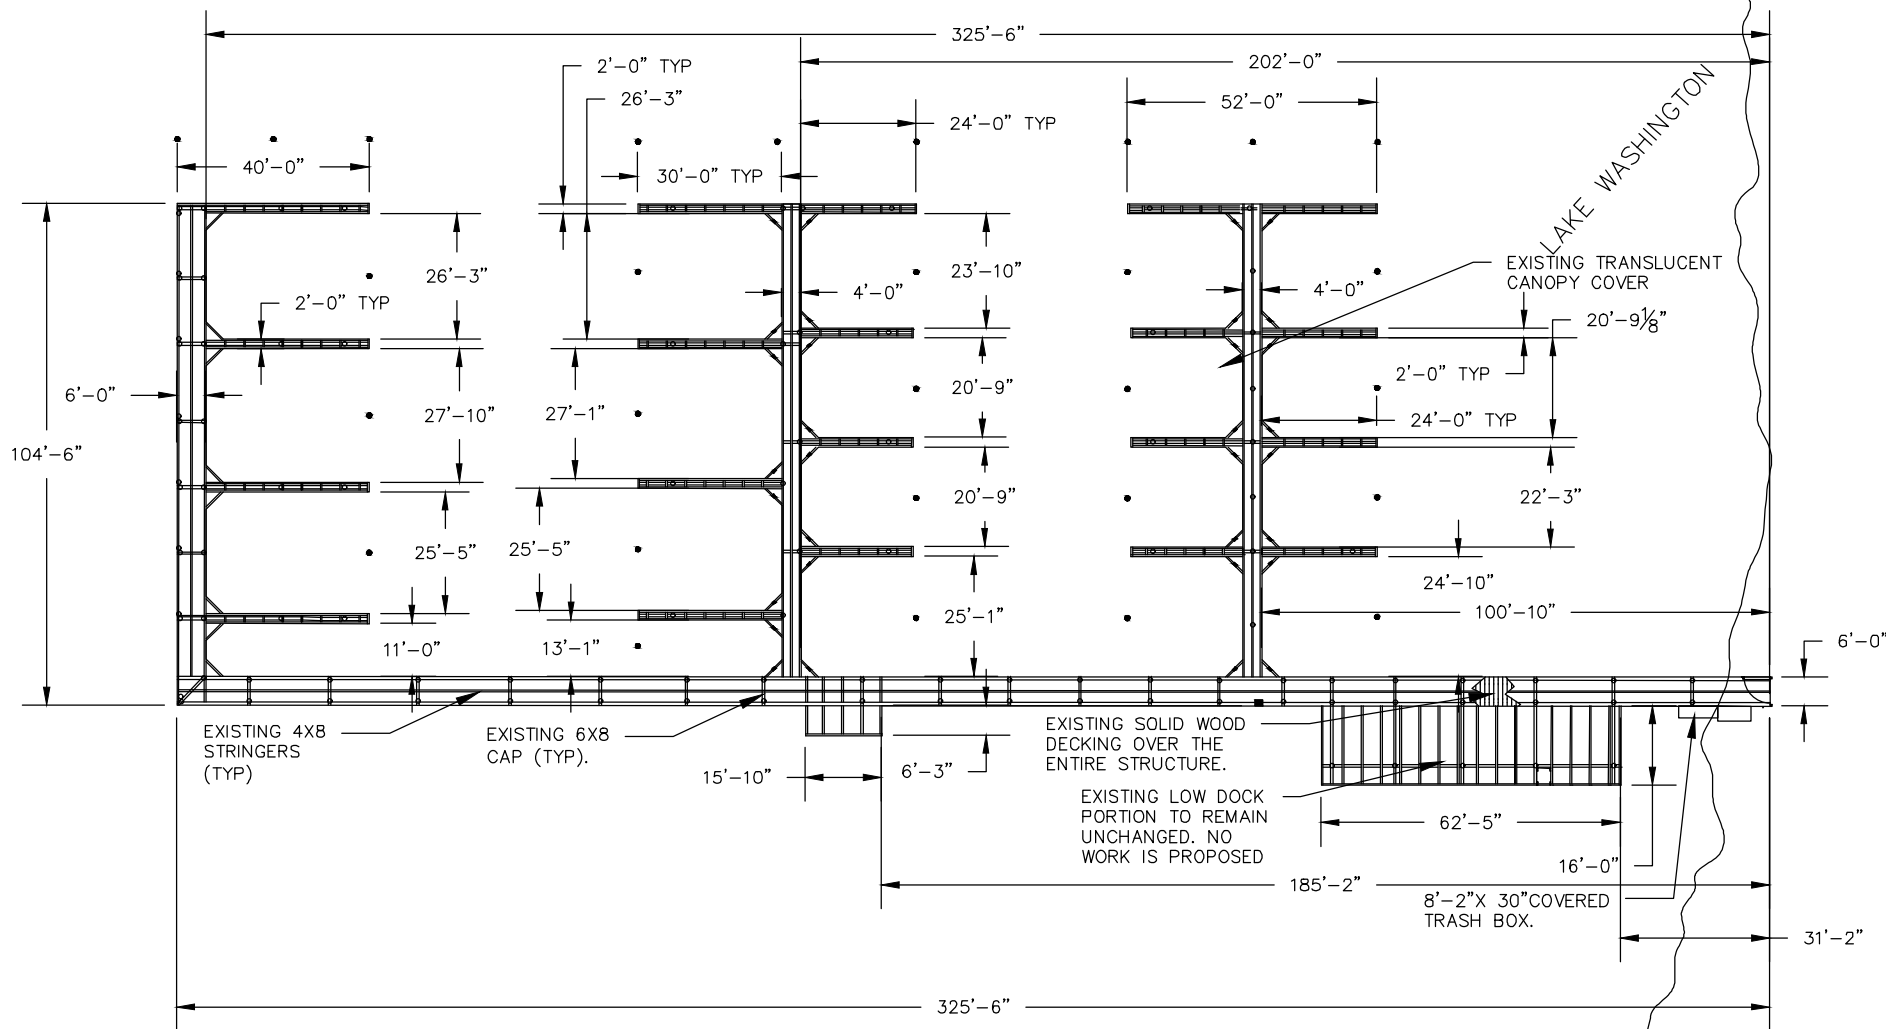 325'-6"
202'-0"
2'-0" TYP
26'-3"
52'-0"
24'-0" TYP
LAKE WASHINGTON
40'-0"
30'-0" TYP
26'-3"
23'-10"
EXISTING TRANSLUCENT
CANOPY COVER
2'-0" TYP
4'-0"
4'-0"
20'-9⅛"
6'-0"
2'-0" TYP
27'-10"
27'-1"
20'-9"
24'-0" TYP
104'-6"
20'-9"
22'-3"
25'-5"
25'-5"
24'-10"
25'-1"
100'-10"
11'-0"
13'-1"
6'-0"
EXISTING 4X8
STRINGERS
(TYP)
EXISTING 6X8
CAP (TYP).
EXISTING SOLID WOOD
DECKING OVER THE
ENTIRE STRUCTURE.
15'-10"
6'-3"
EXISTING LOW DOCK
PORTION TO REMAIN
UNCHANGED. NO
WORK IS PROPOSED
62'-5"
16'-0"
185'-2"
8'-2"X 30"COVERED
TRASH BOX.
31'-2"
325'-6"